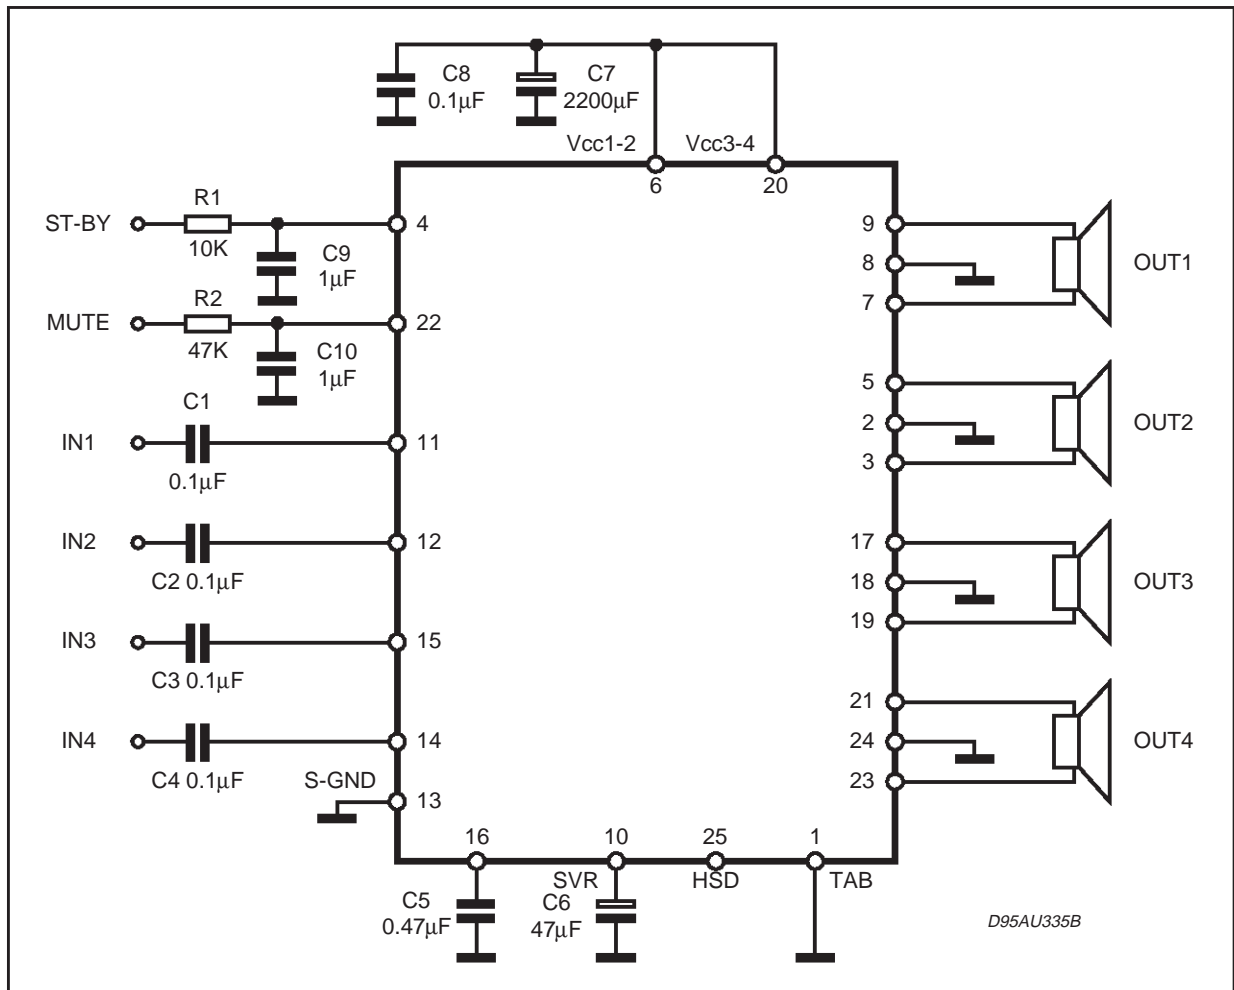 C8
0.1μF
C7
2200μF
Vcc1-2
Vcc3-4
6
20
ST-BY
R1
10K
C9
1μF
4
MUTE
R2
47K
C10
1μF
22
IN1
C1
0.1μF
11
IN2
C2 0.1μF
12
IN3
C3 0.1μF
15
IN4
C4 0.1μF
14
S-GND
13
9
8
7
OUT1
5
2
3
OUT2
17
18
19
OUT3
21
24
23
OUT4
16
10
25
1
SVR
HSD
TAB
C5
0.47μF
C6
47μF
D95AU335B